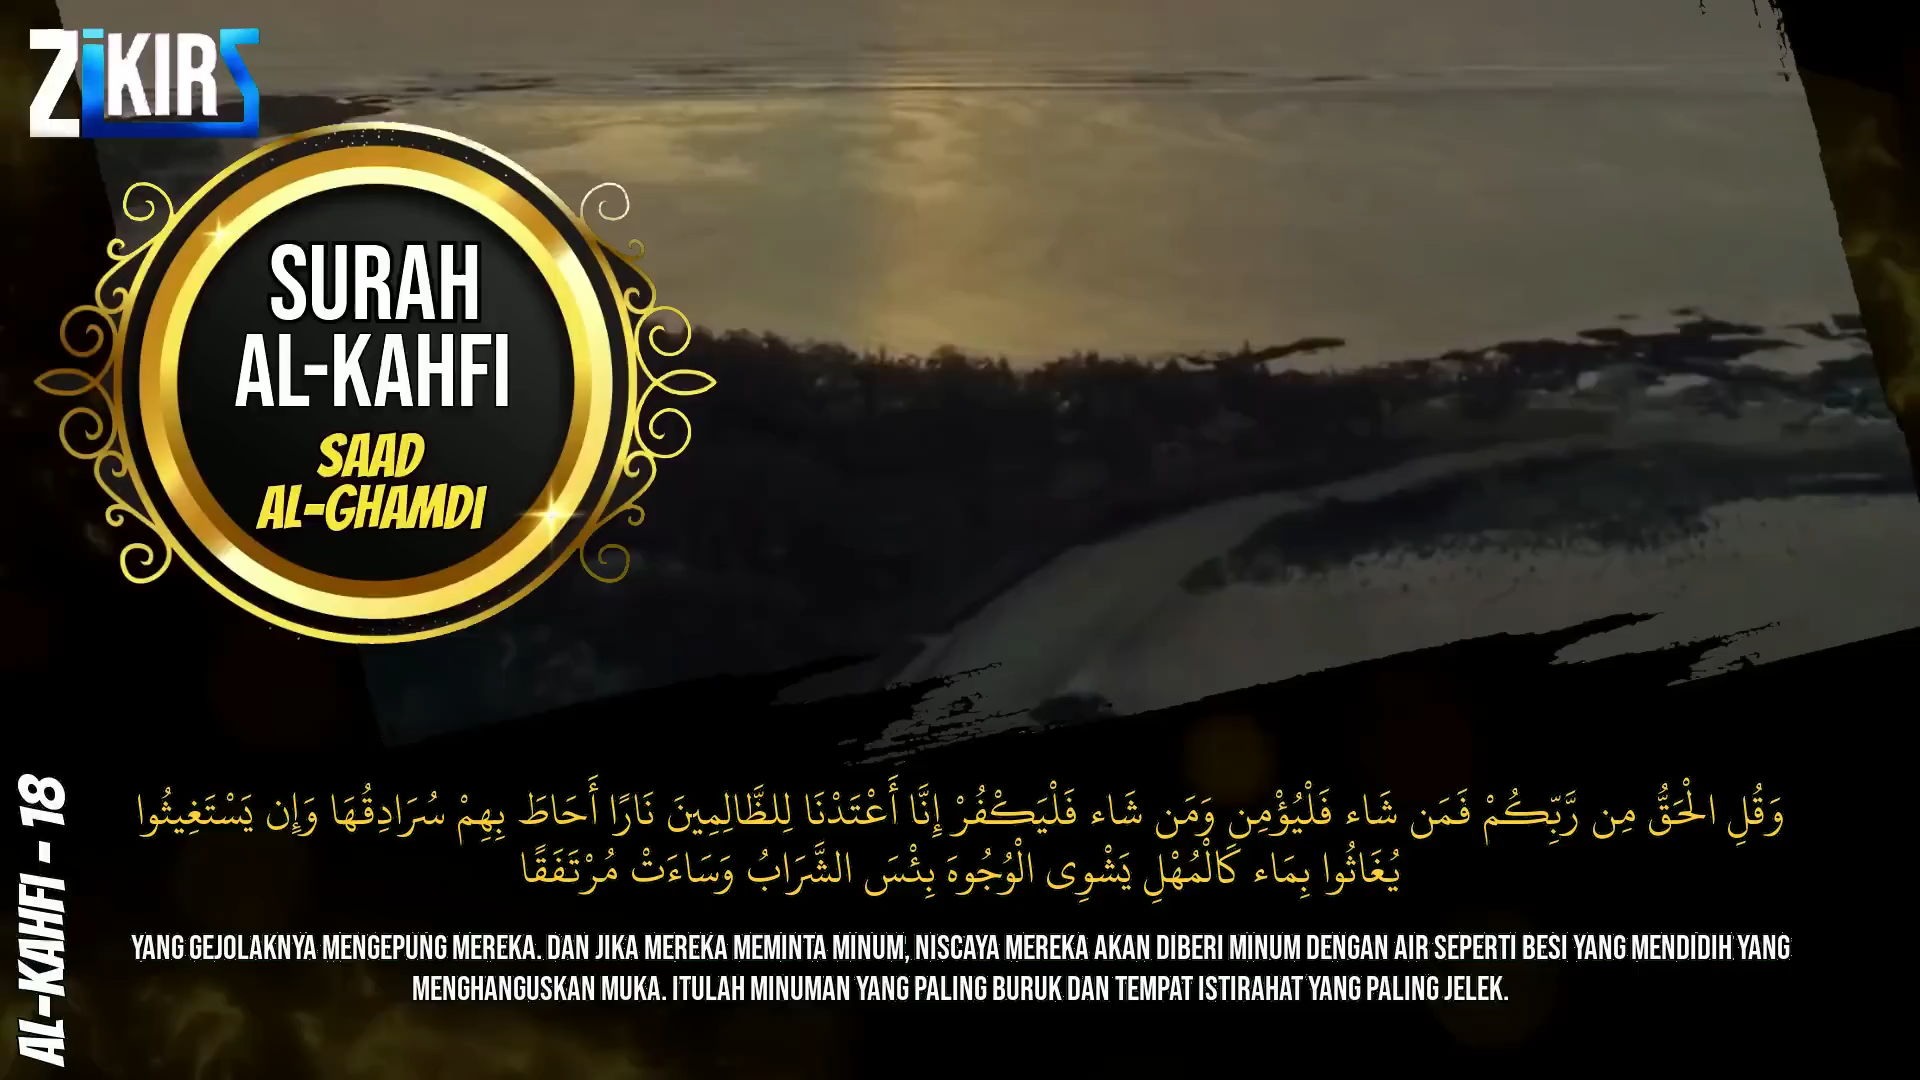 ZIKIRS
SURAH
AL-KAHFI
SAAD
AL-GHAMDI
AL-KAHFI - 18
وَقُلِ الْحَقُّ مِن رَّبِّكُمْ فَمَن شَاء فَلْيُؤْمِن وَمَن شَاء فَلْيَكْفُرْ إِنَّا أَعْتَدْنَا لِلظَّالِمِينَ نَارًا أَحَاطَ بِهِمْ سُرَادِقُهَا وَإِن يَسْتَغِيثُوا
يُغَاثُوا بِمَاء كَالْمُهْلِ يَشْوِى الْوُجُوهَ بِئْسَ الشَّرَابُ وَسَاءَتْ مُرْتَفَقًا
YANG GEJOLAKNYA MENGEPUNG MEREKA. DAN JIKA MEREKA MEMINTA MINUM, NISCAYA MEREKA AKAN DIBERI MINUM DENGAN AIR SEPERTI BESI YANG MENDIDIH YANG
MENGHANGUSKAN MUKA. ITULAH MINUMAN YANG PALING BURUK DAN TEMPAT ISTIRAHAT YANG PALING JELEK.